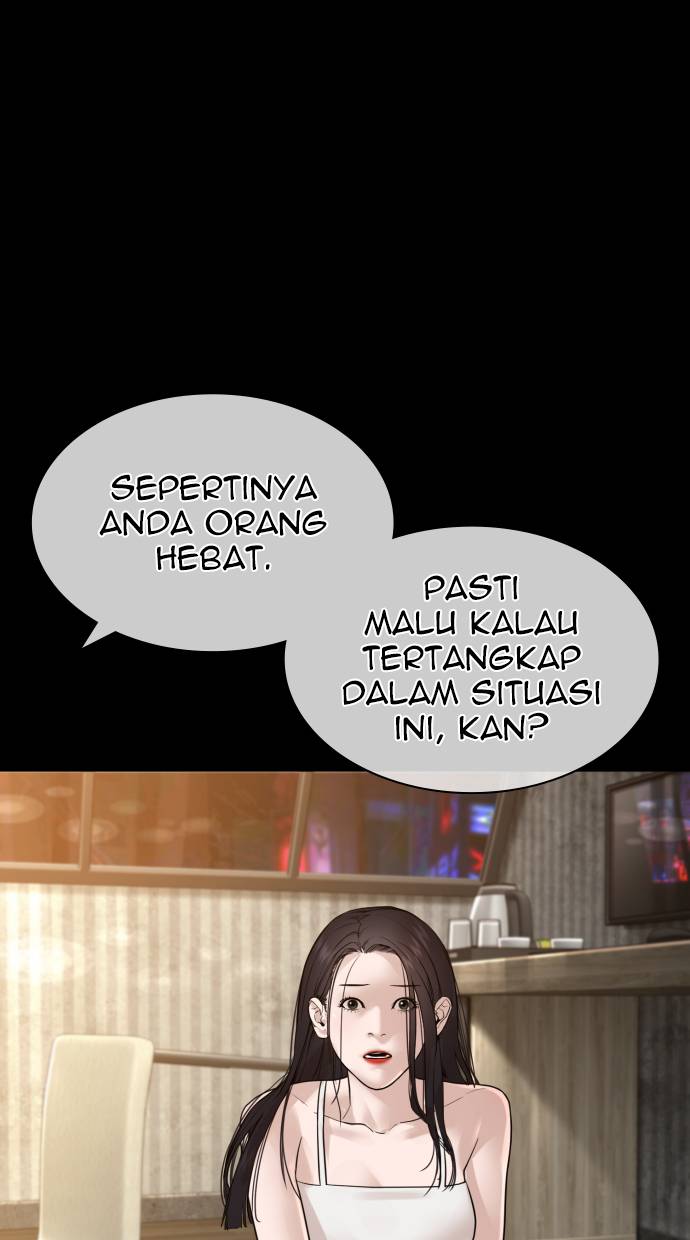 SEPERTINYA
ANDA ORANG
HEBAT.
PASTI
MALU KALAU
TERTANGKAP
DALAM SITUASI
INI, KAN?